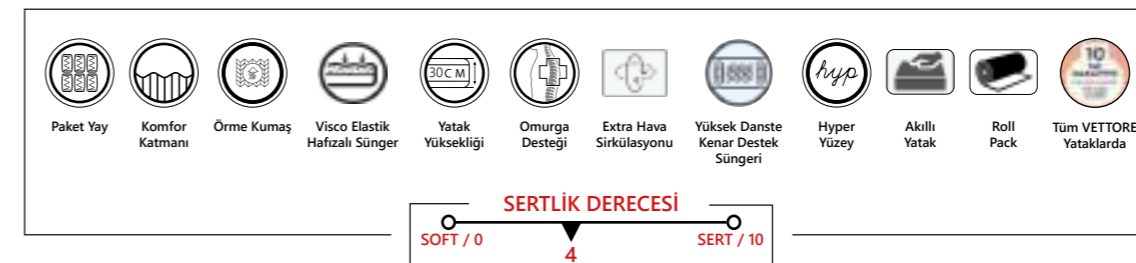 30CM
hyp
10
Paket Yay
Komfor
Katmanı
Örme Kumaş
Visco Elastik
Hafızalı Sünger
Yatak
Yüksekliği
Omurga
Desteği
Extra Hava
Sirkülasyonu
Yüksek Danste
Kenar Destek
Süngeri
Hyper
Yüzey
Akıllı
Yatak
Roll
Pack
Tüm VETTORE
Yataklarda
SERTLİK DERECESİ
SOFT / 0
SERT / 10
4